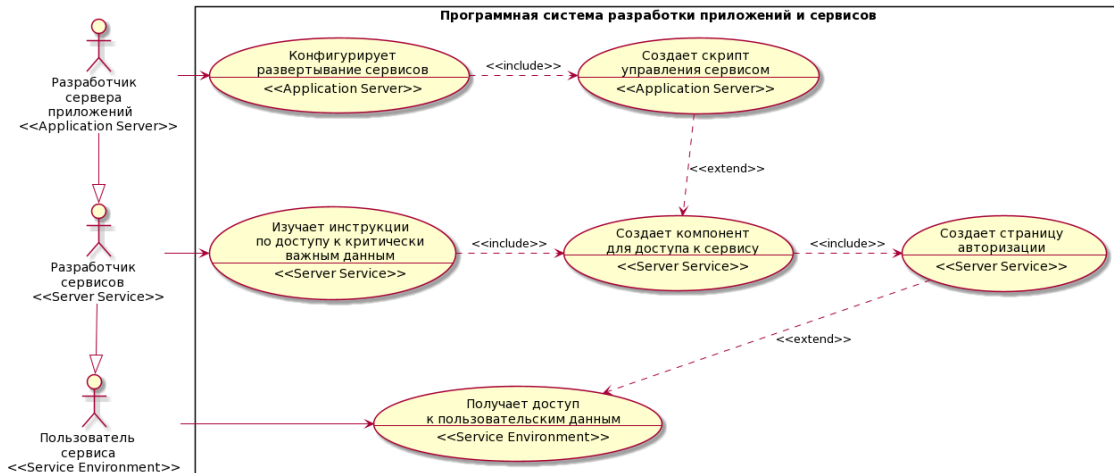 Программная система разработки приложений и сервисов
Разработчик
сервера
приложений
<<Application Server>>
Конфигурирует
развертывание сервисов
<<Application Server>>
<<include>>
Создает скрипт
управления сервисом
<<Application Server>>
<<extend>>
Разработчик
сервисов
<<Server Service>>
Изучает инструкции
по доступу к критически
важным данным
<<Server Service>>
<<include>>
Создает компонент
для доступа к сервису
<<Server Service>>
<<include>>
Создает страницу
авторизации
<<Server Service>>
<<extend>>
Пользователь
сервиса
<<Service Environment>>
Получает доступ
к пользовательским данным
<<Service Environment>>